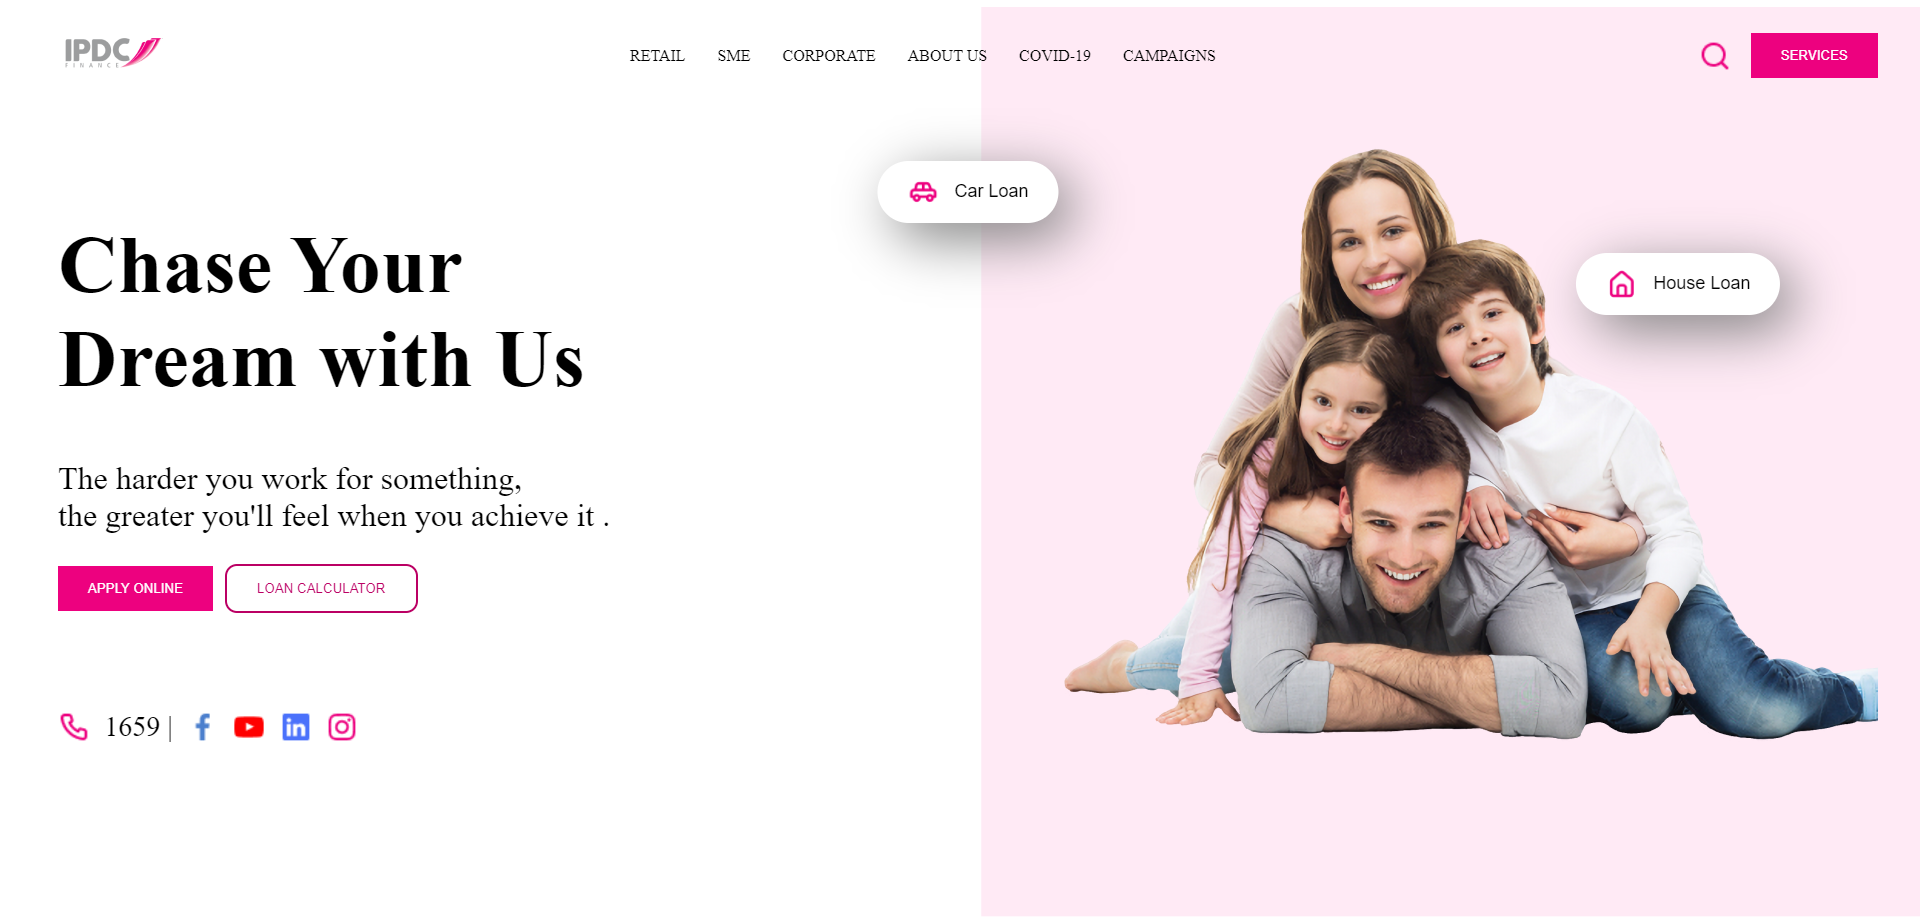 IPDC
FINANCE
RETAIL SME CORPORATE ABOUT US COVID-19 CAMPAIGNS
SERVICES
Car Loan
House Loan
Chase Your
Dream with Us
The harder you work for something,
the greater you'll feel when you achieve it .
APPLY ONLINE
LOAN CALCULATOR
1659 |